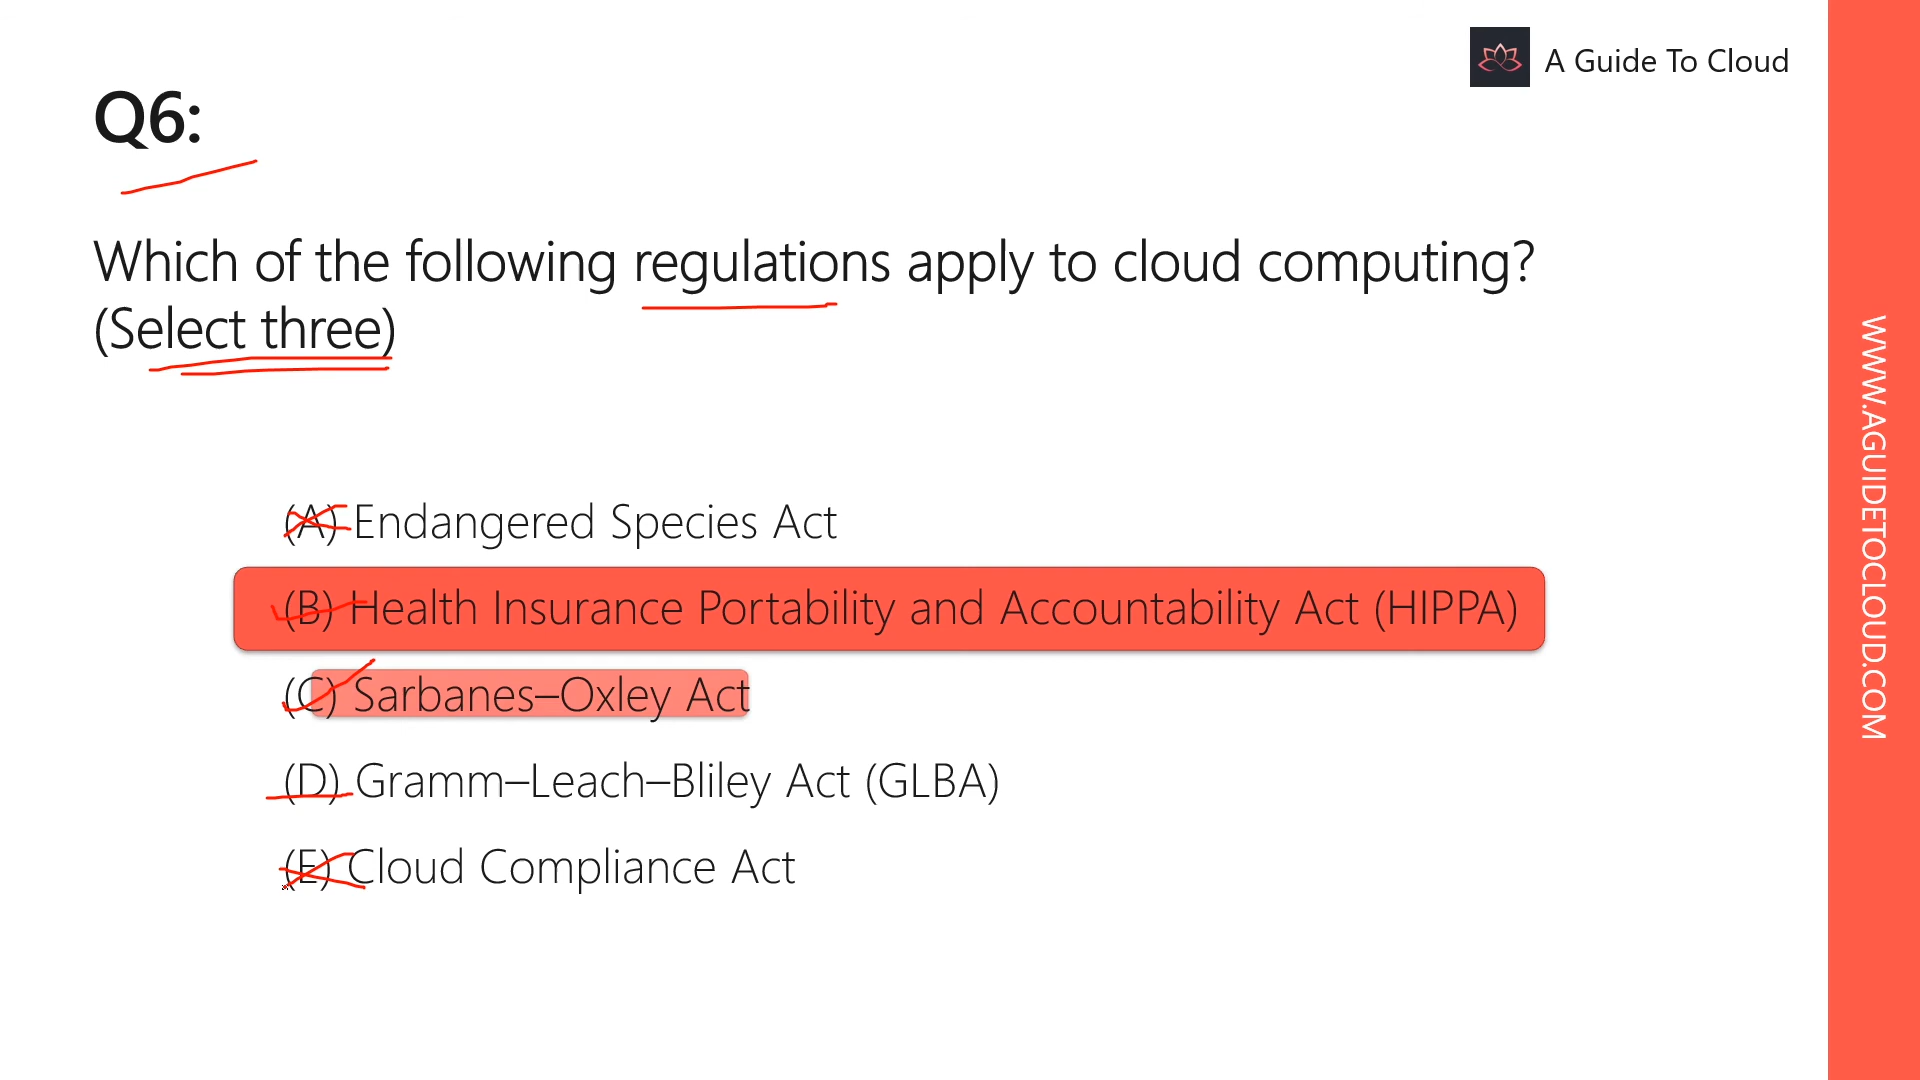 A Guide To Cloud
Q6:
Which of the following regulations apply to cloud computing?
(Select three)
(A) Endangered Species Act
(B) Health Insurance Portability and Accountability Act (HIPPA)
(C) Sarbanes–Oxley Act
(D) Gramm–Leach–Bliley Act (GLBA)
(E) Cloud Compliance Act
WWW.AGUIDETOCLOUD.COM